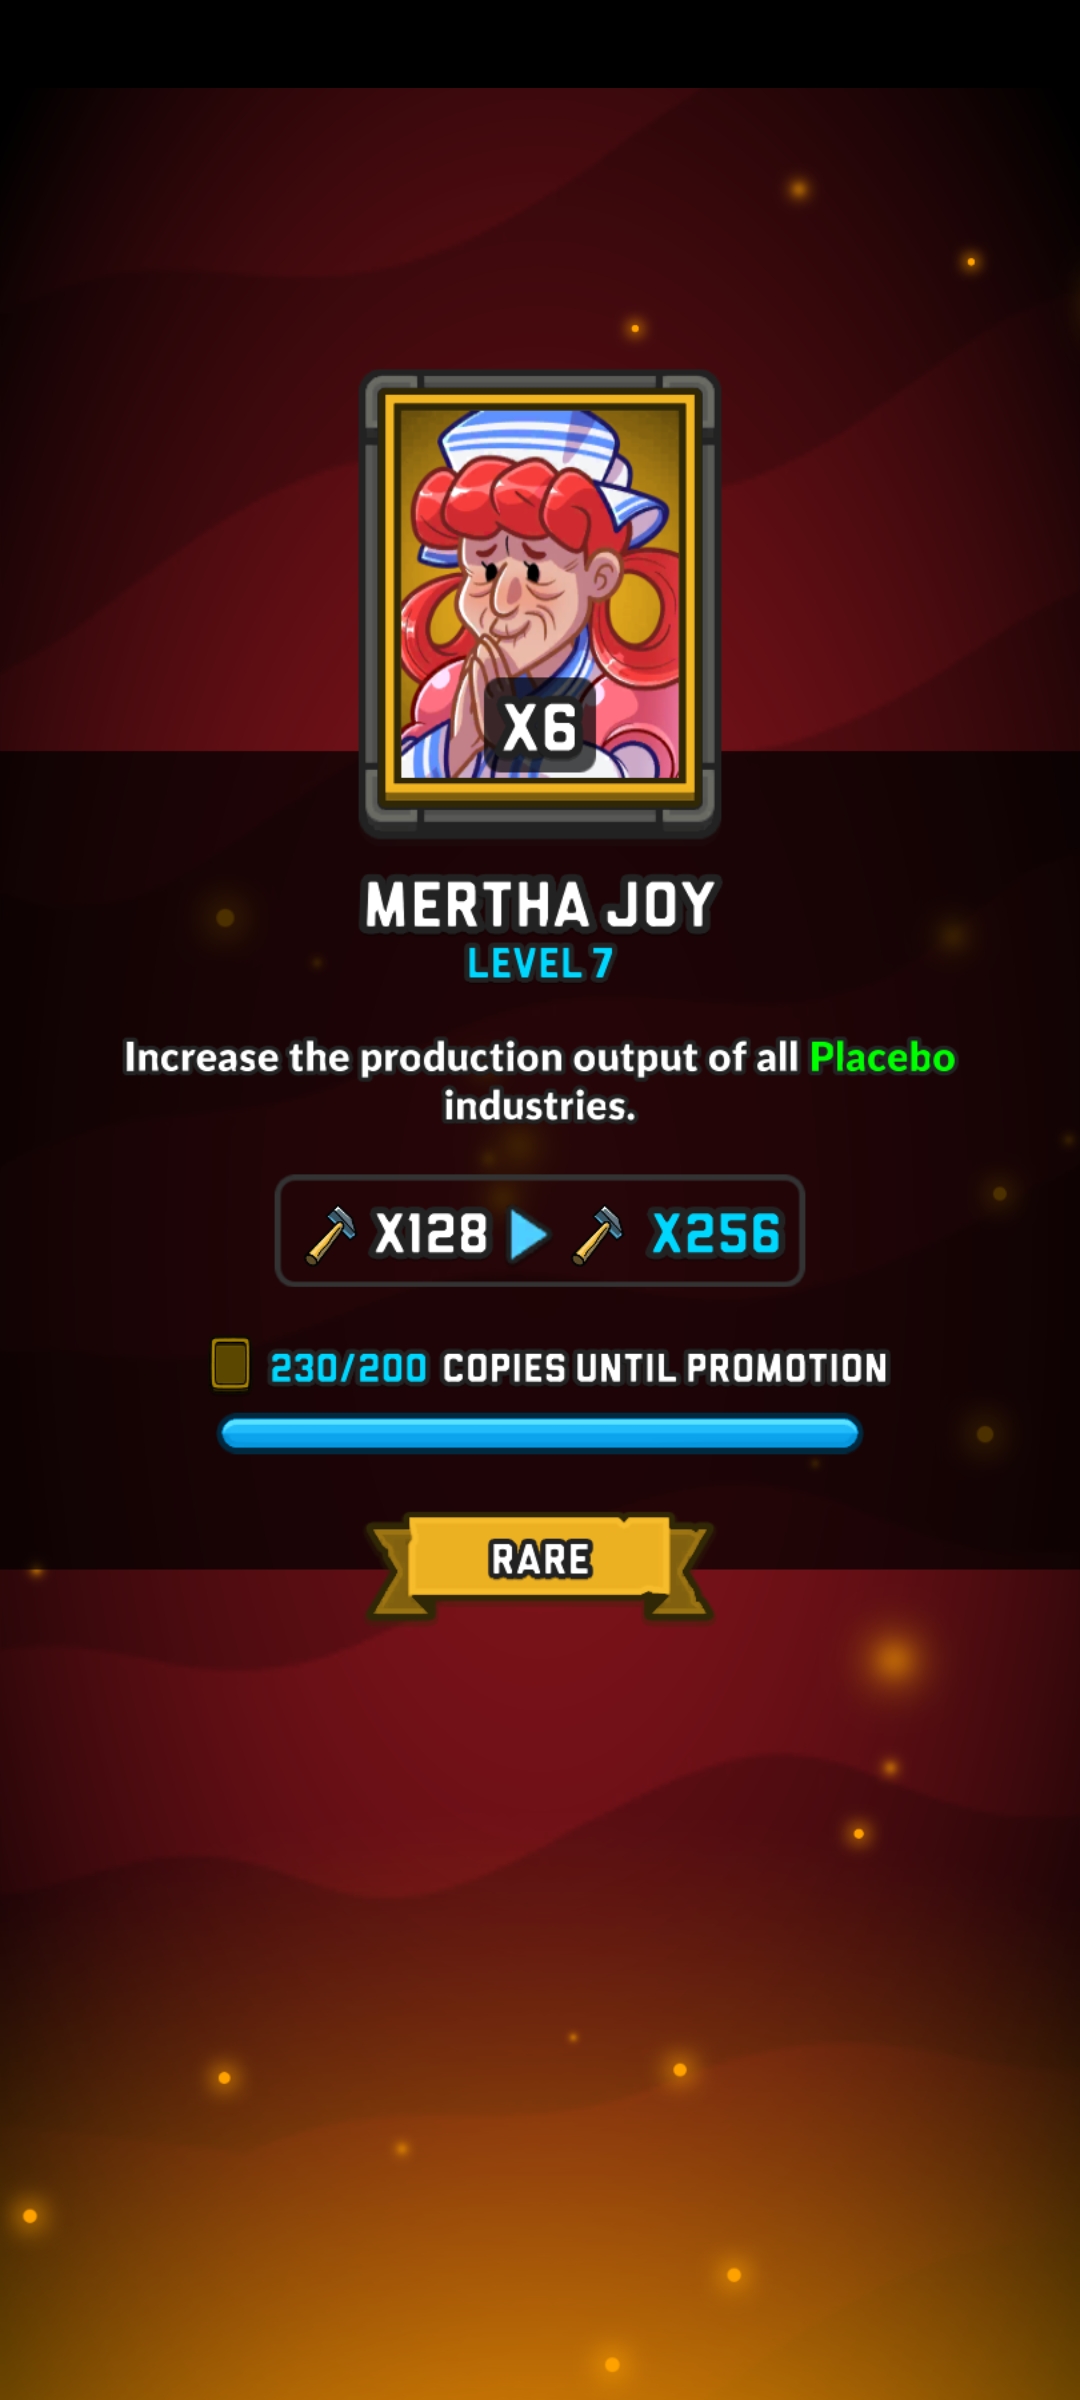 X6
MERTHA JOY
LEVEL 7
Increase the production output of all Placebo
industries.
X128 X256
230/200 COPIES UNTIL PROMOTION
RARE